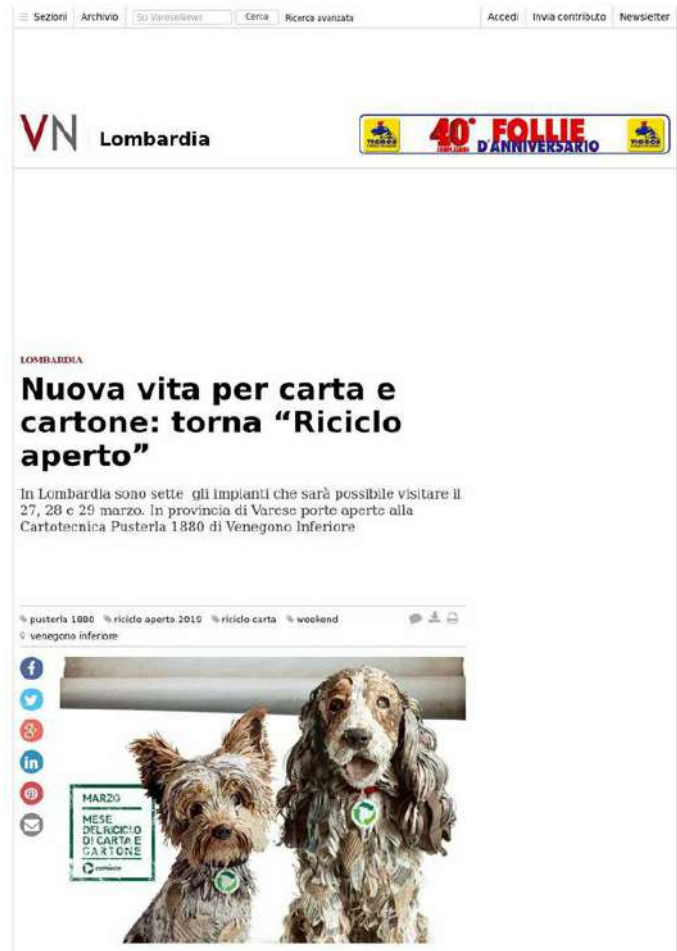 Sezioni Archivio Su VareseNews Cerca Ricerca avanzata Accedi Invia contributo Newsletter
VN Lombardia
40° FOLLIE
D'ANNIVERSARIO
TIGROS
TIGROS
LOMBARDIA
Nuova vita per carta e
cartone: torna “Riciclo
aperto”
In Lombardia sono sette gli impianti che sarà possibile visitare il
27, 28 e 29 marzo. In provincia di Varese porte aperte alla
Cartotecnica Pusterla 1880 di Venegono Inferiore
pusterla 1880 riciclo aperto 2019 riciclo carta weekend
venegono inferiore
MARZO
MESE
DEL RICICLO
DI CARTA E
CARTONE
comieco